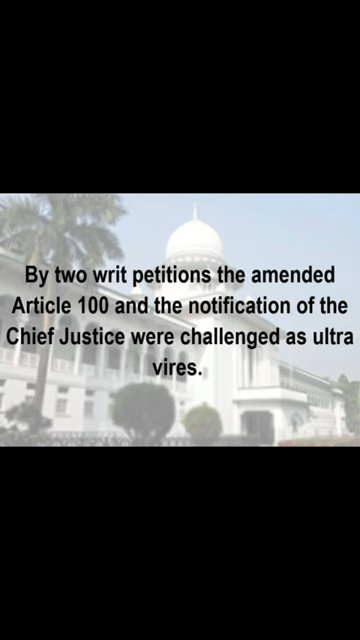 By two writ petitions the amended
Article 100 and the notification of the
Chief Justice were challenged as ultra
vires.